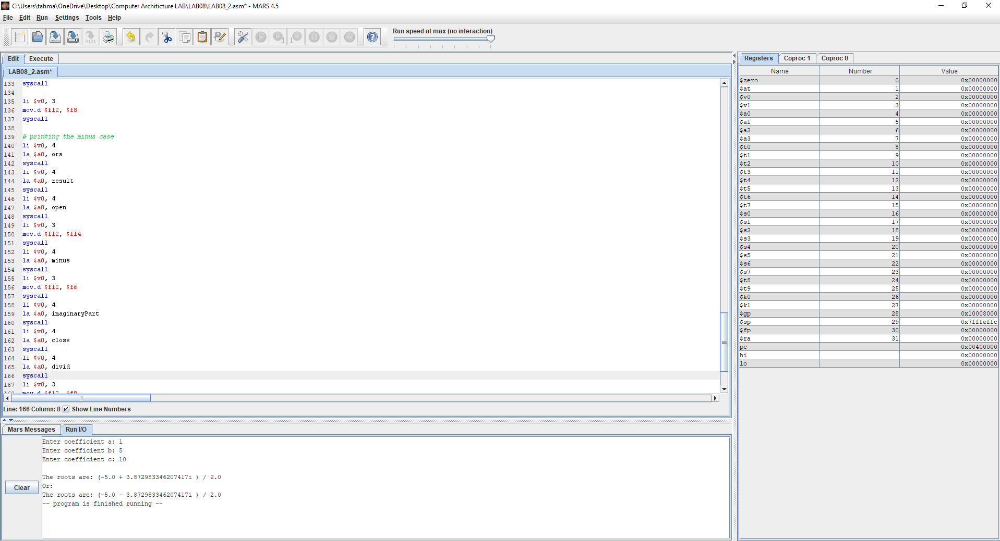 C:\Users\tahma\OneDrive\Desktop\Computer Architicture LAB\LAB08\LAB08_2.asm* - MARS 4.5
File Edit Run Settings Tools Help
Run speed at max (no interaction)
Edit Execute
LAB08_2.asm*
133 syscall
134
135 li $v0, 3
136 mov.d $f12, $f8
137 syscall
138
139 # printing the minus case
140 li $v0, 4
141 la $a0, ors
142 syscall
143 li $v0, 4
144 la $a0, result
145 syscall
146 li $v0, 4
147 la $a0, open
148 syscall
149 li $v0, 3
150 mov.d $f12, $f14
151 syscall
152 li $v0, 4
153 la $a0, minus
154 syscall
155 li $v0, 3
156 mov.d $f12, $f6
157 syscall
158 li $v0, 4
159 la $a0, imaginaryPart
160 syscall
161 li $v0, 4
162 la $a0, close
163 syscall
164 li $v0, 4
165 la $a0, divid
166 syscall
167 li $v0, 3
168 mov.d $f12, $f8
Line: 166 Column: 8 Show Line Numbers
Mars Messages Run I/O
Clear
Enter coefficient a: 1
Enter coefficient b: 5
Enter coefficient c: 10
The roots are: (-5.0 + 3.872983346207417i ) / 2.0
Or:
The roots are: (-5.0 - 3.872983346207417i ) / 2.0
-- program is finished running --
Registers Coproc 1 Coproc 0
Name Number Value
$zero 0 0x00000000
$at 1 0x00000000
$v0 2 0x00000000
$v1 3 0x00000000
$a0 4 0x00000000
$a1 5 0x00000000
$a2 6 0x00000000
$a3 7 0x00000000
$t0 8 0x00000000
$t1 9 0x00000000
$t2 10 0x00000000
$t3 11 0x00000000
$t4 12 0x00000000
$t5 13 0x00000000
$t6 14 0x00000000
$t7 15 0x00000000
$s0 16 0x00000000
$s1 17 0x00000000
$s2 18 0x00000000
$s3 19 0x00000000
$s4 20 0x00000000
$s5 21 0x00000000
$s6 22 0x00000000
$s7 23 0x00000000
$t8 24 0x00000000
$t9 25 0x00000000
$k0 26 0x00000000
$k1 27 0x00000000
$gp 28 0x10008000
$sp 29 0x7fffeffc
$fp 30 0x00000000
$ra 31 0x00000000
pc 0x00400000
hi 0x00000000
lo 0x00000000